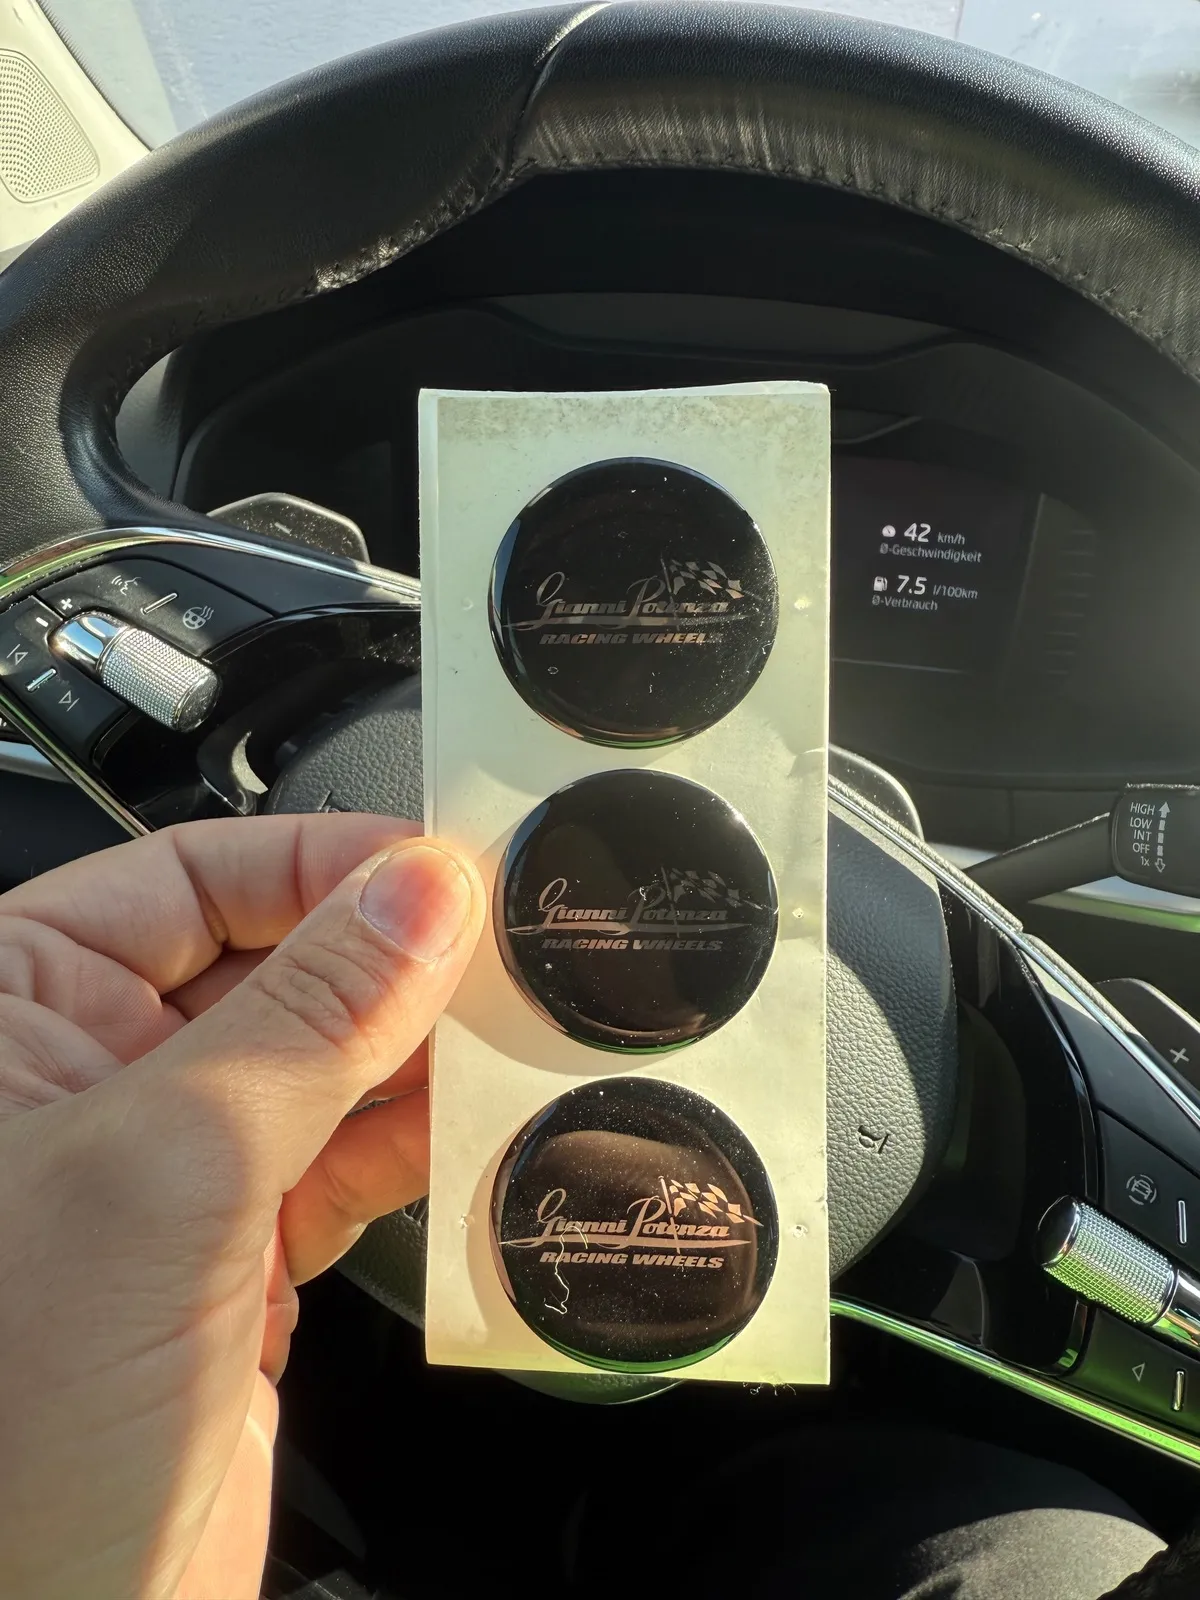 Gianni Potenza
RACING WHEELS
Gianni Potenza
RACING WHEELS
Gianni Potenza
RACING WHEELS
42 km/h
Ø-Geschwindigkeit
7.5 l/100km
Ø-Verbrauch
HIGH
LOW
INT
OFF
1x